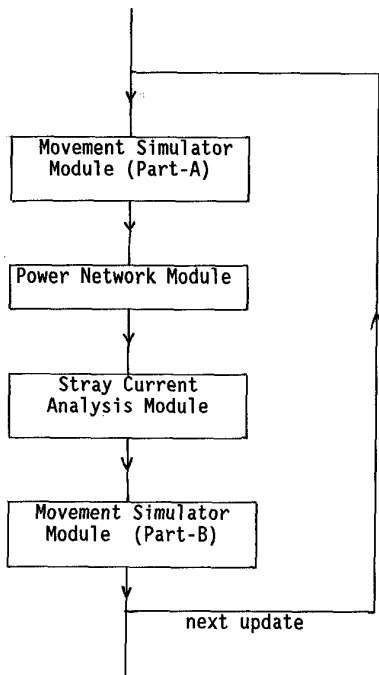 Movement Simulator
Module (Part-A)
Power Network Module
Stray Current
Analysis Module
Movement Simulator
Module (Part-B)
next update